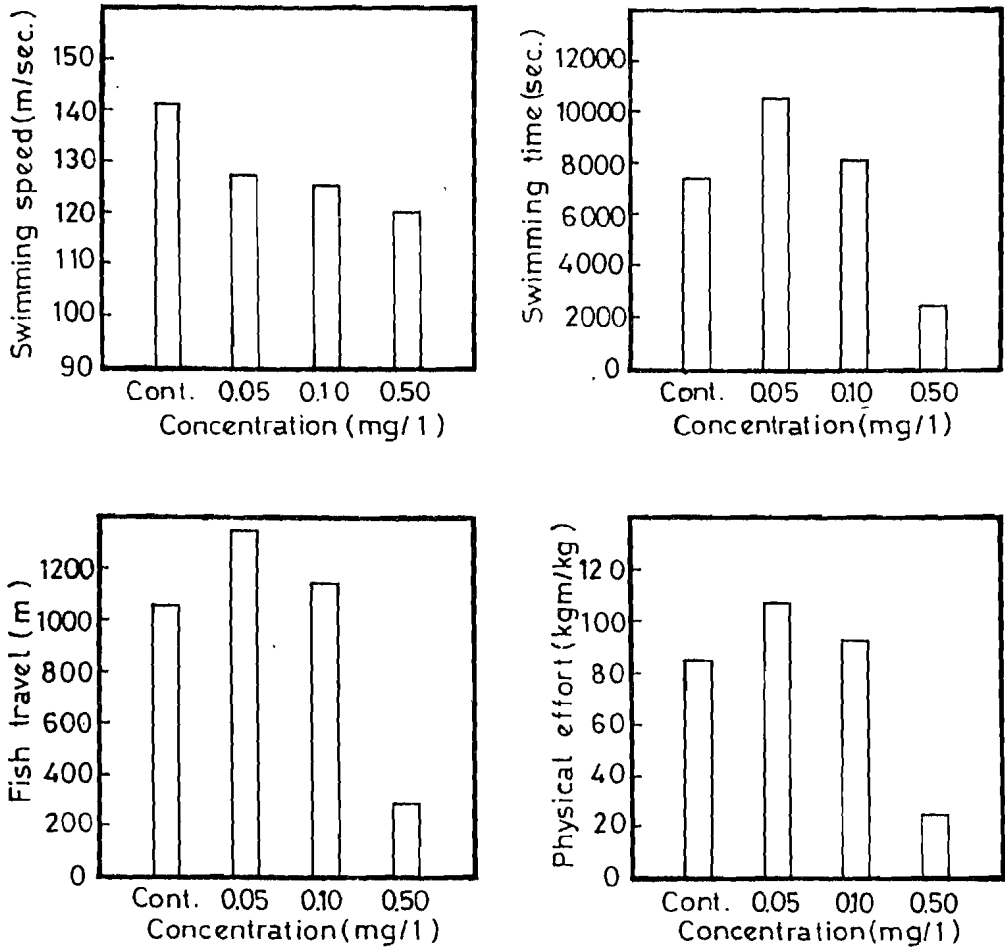 Swimming speed (m/sec.)
150
140
130
120
110
100
90
Cont. 0.05 0.10 0.50
Concentration (mg/1)
Swimming time (sec.)
12000
10000
8000
6000
4000
2000
0
Cont. 0.05 0.10 0.50
Concentration (mg/1)
Fish travel (m)
1200
1000
800
600
400
200
0
Cont. 0.05 0.10 0.50
Concentration (mg/1)
Physical effort (kgm/kg)
120
100
80
60
40
20
0
Cont. 0.05 0.10 0.50
Concentration (mg/1)